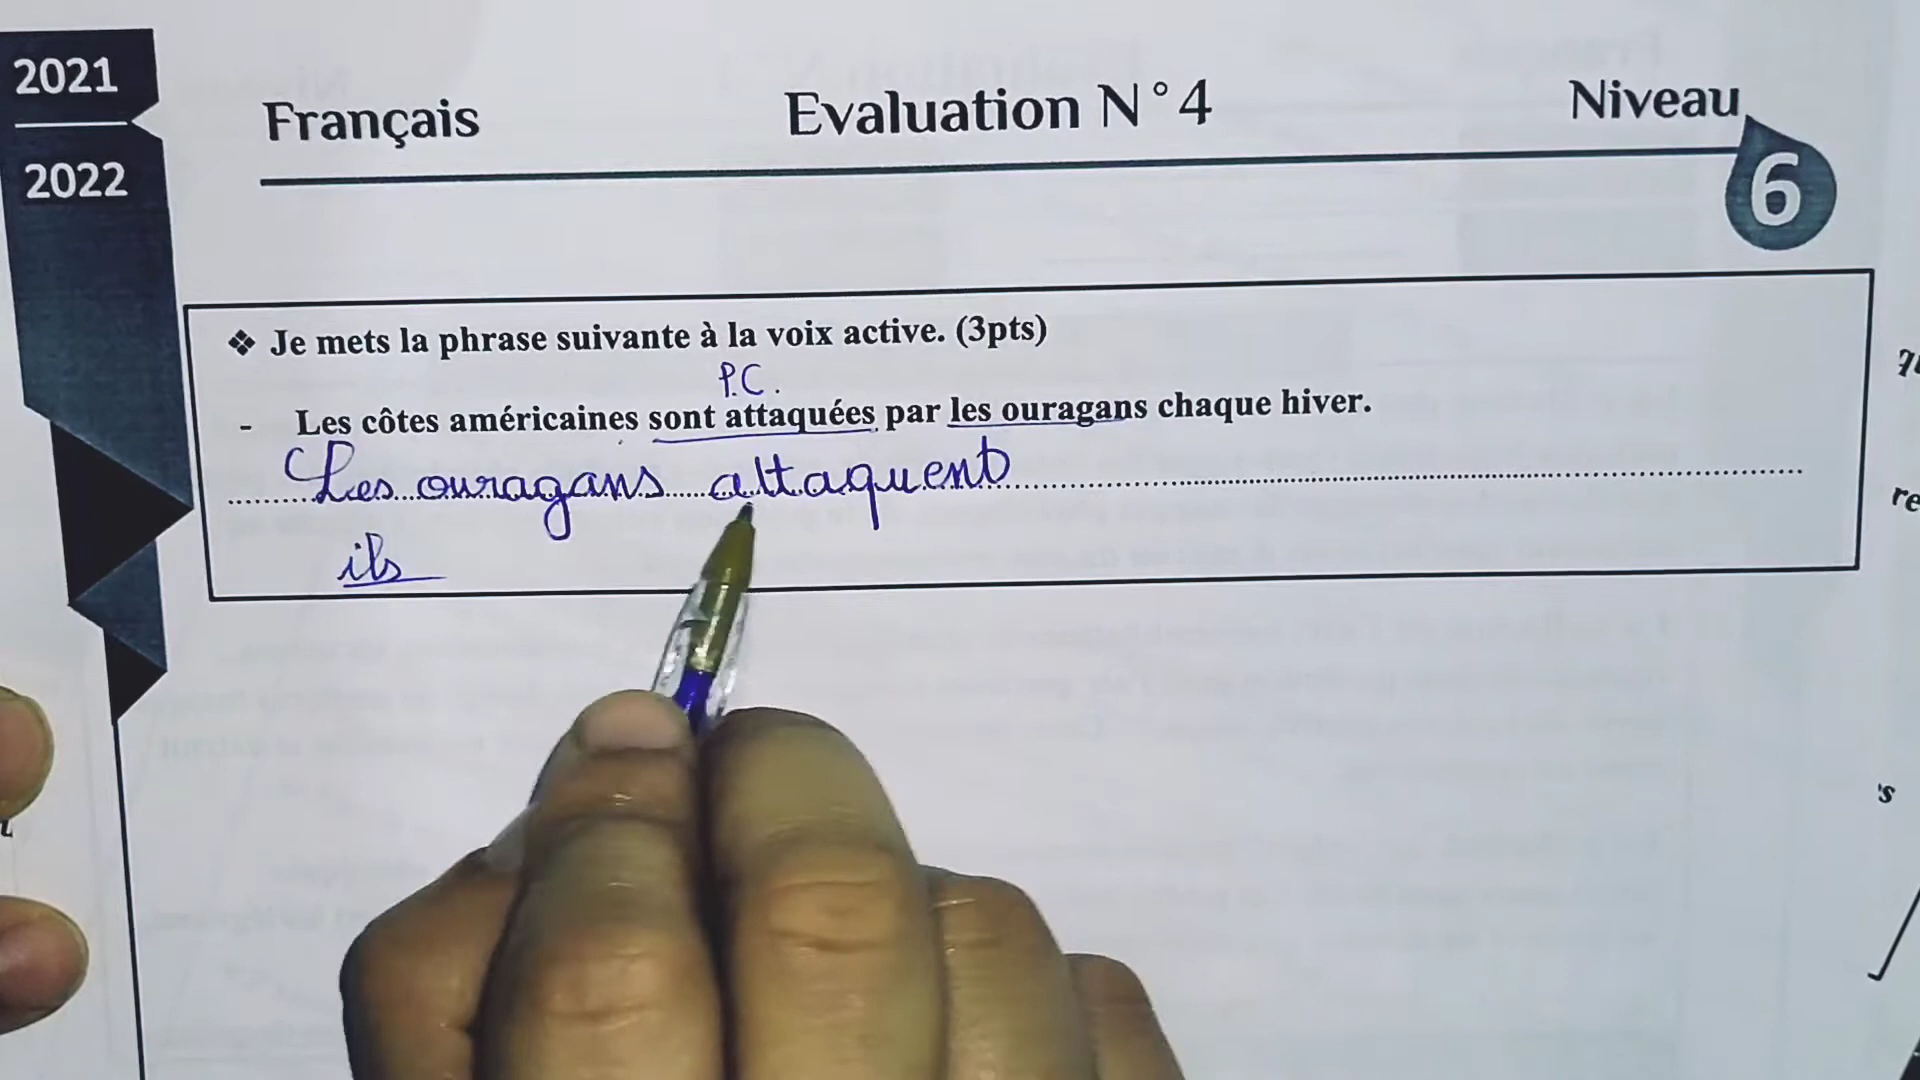 2021
2022
Français Evaluation N°4 Niveau
6
❖ Je mets la phrase suivante à la voix active. (3pts)
P.C.
- Les côtes américaines sont attaquées par les ouragans chaque hiver.
Les ouragans attaquent
ils
re
's